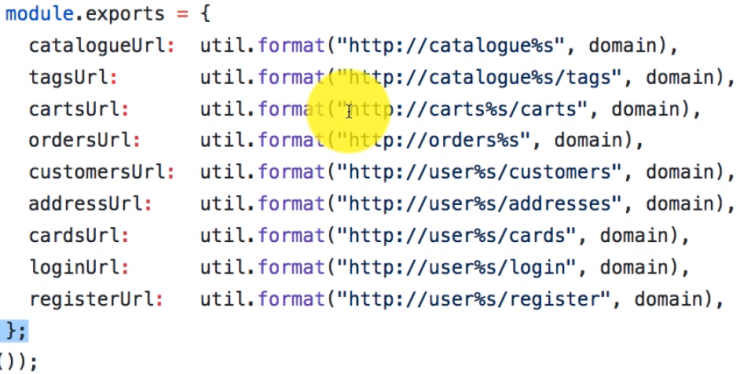 module.exports = {
catalogueUrl: util.format("http://catalogue%s", domain),
tagsUrl: util.format("http://catalogue%s/tags", domain),
cartsUrl: util.format("http://carts%s/carts", domain),
ordersUrl: util.format("http://orders%s", domain),
customersUrl: util.format("http://user%s/customers", domain),
addressUrl: util.format("http://user%s/addresses", domain),
cardsUrl: util.format("http://user%s/cards", domain),
loginUrl: util.format("http://user%s/login", domain),
registerUrl: util.format("http://user%s/register", domain),
};
());